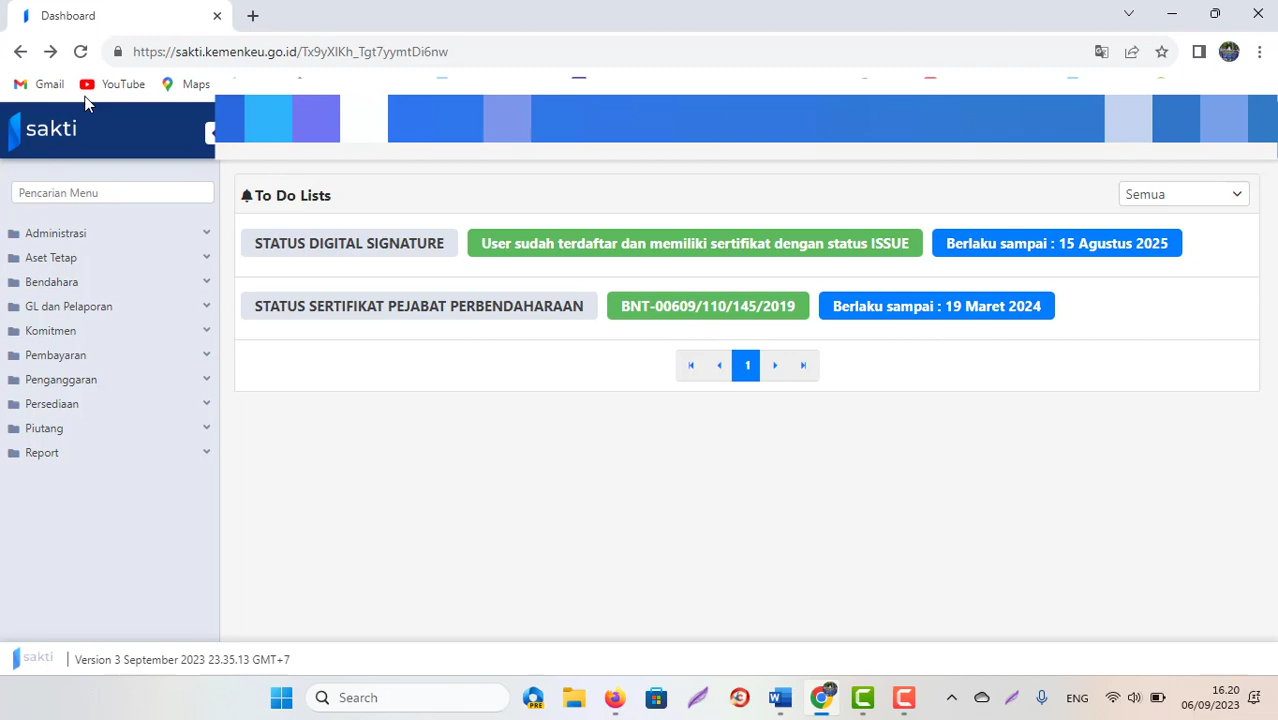 Dashboard
https://sakti.kemenkeu.go.id/Tx9yXlKh_Tgt7yymtDi6nw
Gmail YouTube Maps
sakti
Pencarian Menu
Administrasi
Aset Tetap
Bendahara
GL dan Pelaporan
Komitmen
Pembayaran
Penganggaran
Persediaan
Piutang
Report
To Do Lists
Semua
STATUS DIGITAL SIGNATURE User sudah terdaftar dan memiliki sertifikat dengan status ISSUE Berlaku sampai : 15 Agustus 2025
STATUS SERTIFIKAT PEJABAT PERBENDAHARAAN BNT-00609/110/145/2019 Berlaku sampai : 19 Maret 2024
1
sakti Version 3 September 2023 23.35.13 GMT+7
Search
PRE
ENG
16.20
06/09/2023